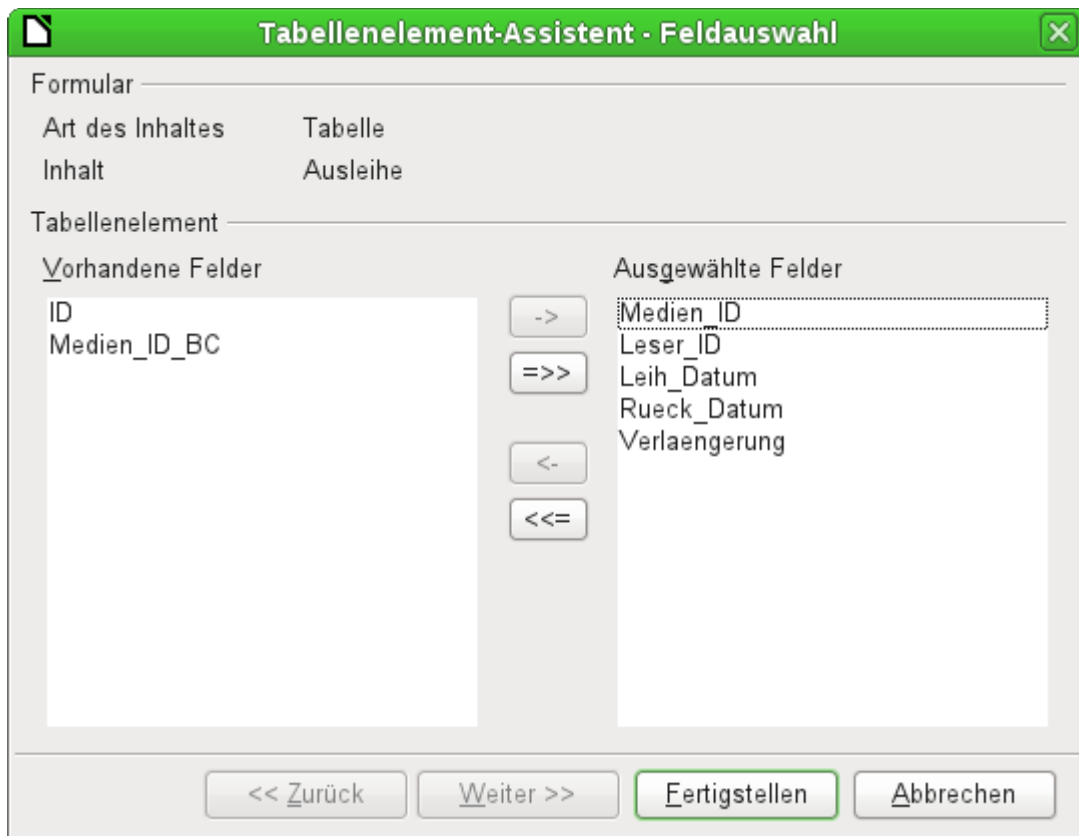 Tabellenelement-Assistent - Feldauswahl
Formular
Art des Inhaltes Tabelle
Inhalt Ausleihe
Tabellenelement
Vorhandene Felder
ID
Medien_ID_BC
->
=>>
<-
<<=
Ausgewählte Felder
Medien_ID
Leser_ID
Leih_Datum
Rueck_Datum
Verlaengerung
<< Zurück
Weiter >>
Fertigstellen
Abbrechen